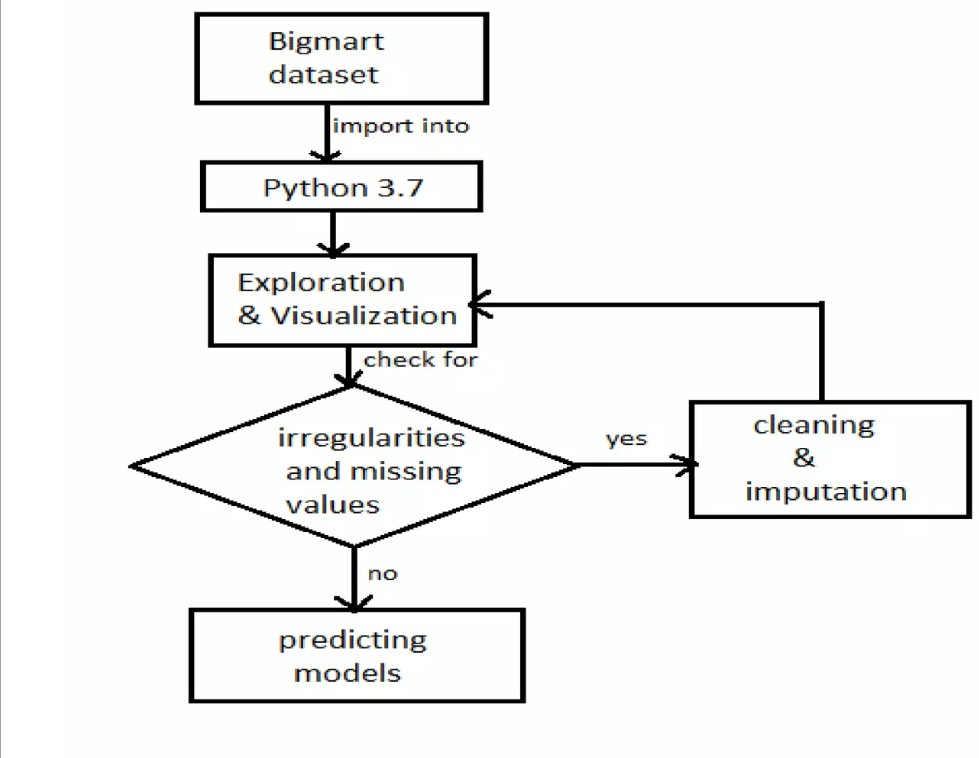 Bigmart
dataset
import into
Python 3.7
Exploration
& Visualization
check for
irregularities
and missing
values
yes
cleaning
&
imputation
no
predicting
models